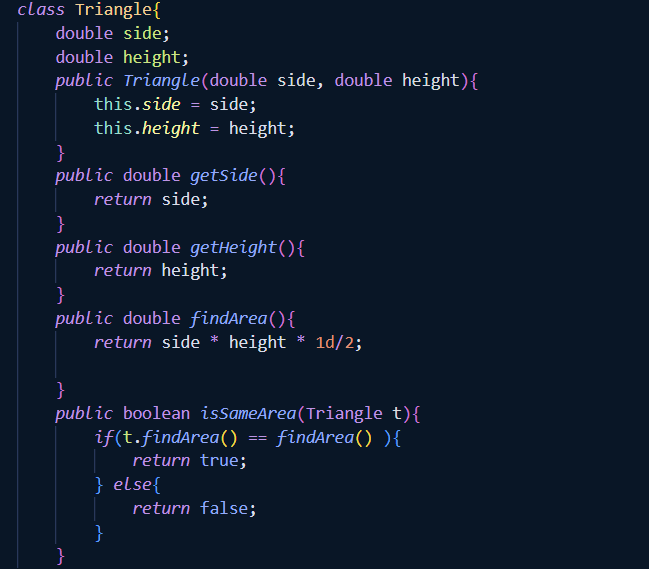 class Triangle{
    double side;
    double height;
    public Triangle(double side, double height){
        this.side = side;
        this.height = height;
    }
    public double getSide(){
        return side;
    }
    public double getHeight(){
        return height;
    }
    public double findArea(){
        return side * height * 1d/2;
    }
    public boolean isSameArea(Triangle t){
        if(t.findArea() == findArea() ){
            return true;
        } else{
            return false;
        }
    }